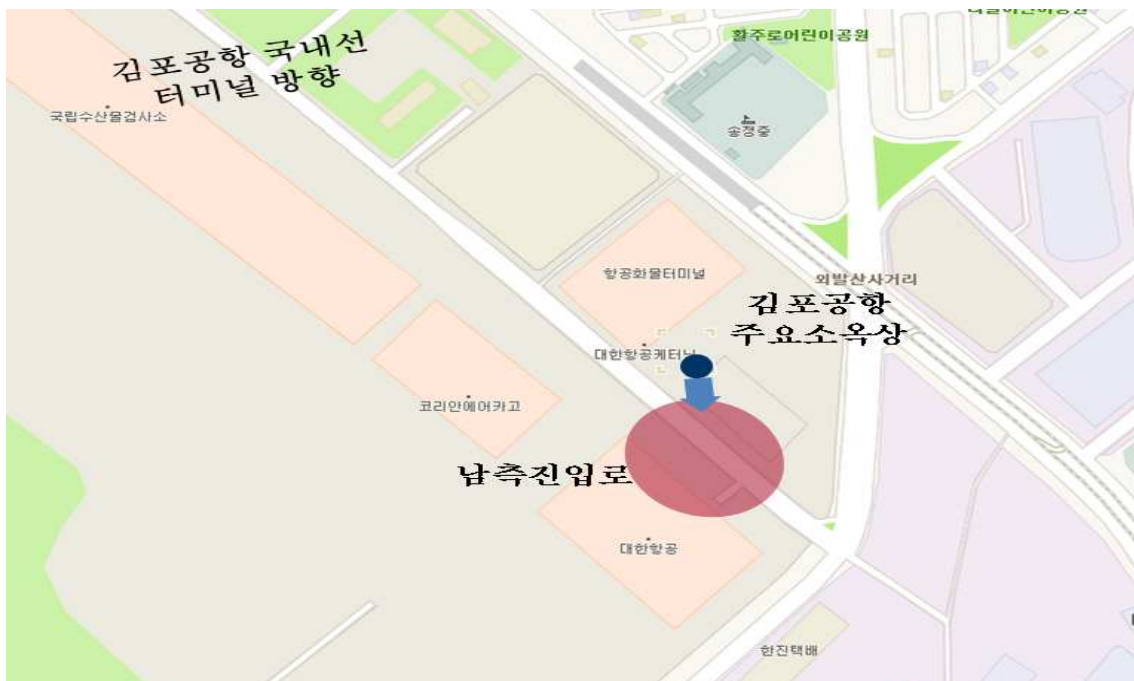 활주로어린이공원
김포공항 국내선
터미널 방향
국립수산물검사소
송정중
항공화물터미널
외발산사거리
김포공항
주요소옥상
대한항공케터닝
코리안에어카고
남측진입로
대한항공
한진택배